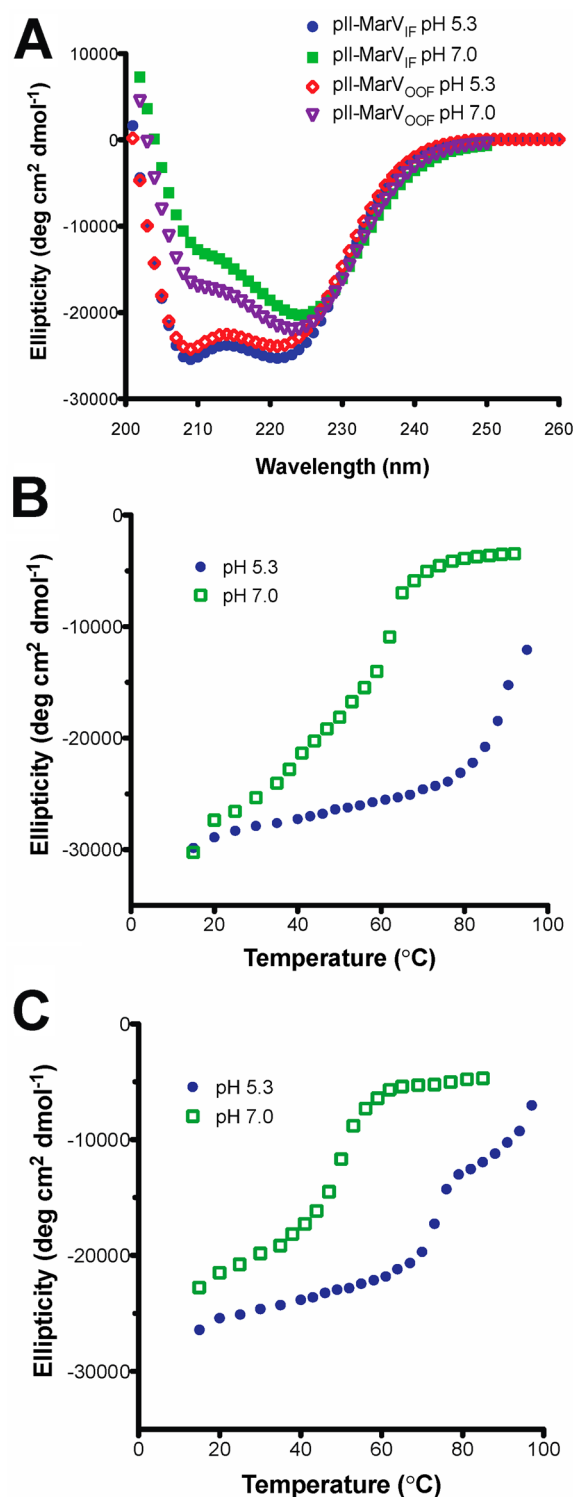 A
pII-MarVIF pH 5.3
pII-MarVIF pH 7.0
pII-MarVOOF pH 5.3
pII-MarVOOF pH 7.0
10000
0
-10000
-20000
-30000
Ellipticity (deg cm2 dmol-1)
200 210 220 230 240 250 260
Wavelength (nm)
B
pH 5.3
pH 7.0
0
-10000
-20000
-30000
Ellipticity (deg cm2 dmol-1)
0 20 40 60 80 100
Temperature (°C)
C
pH 5.3
pH 7.0
0
-10000
-20000
-30000
Ellipticity (deg cm2 dmol-1)
0 20 40 60 80 100
Temperature (°C)